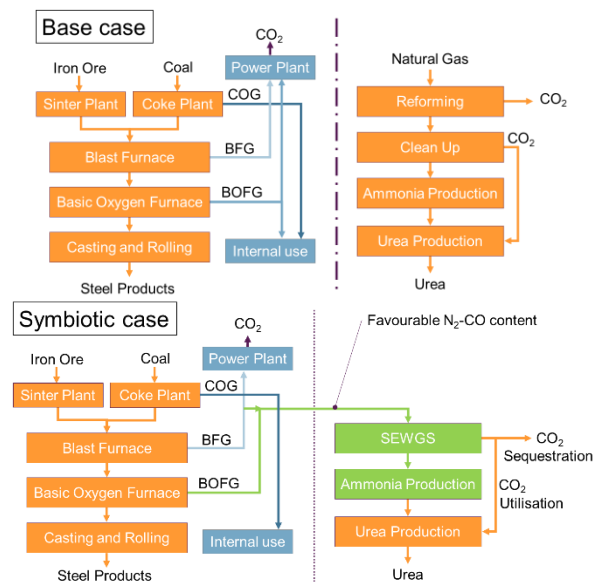 Base case
CO₂
Iron Ore
Coal
Power Plant
Natural Gas
Sinter Plant
Coke Plant
COG
Reforming
CO₂
Blast Furnace
BFG
Clean Up
CO₂
Basic Oxygen Furnace
BOFG
Ammonia Production
Casting and Rolling
Internal use
Urea Production
Steel Products
Urea
Symbiotic case
CO₂
Favourable N₂-CO content
Iron Ore
Coal
Power Plant
Sinter Plant
Coke Plant
COG
Blast Furnace
BFG
SEWGS
CO₂
Sequestration
Basic Oxygen Furnace
BOFG
Ammonia Production
CO₂
Utilisation
Casting and Rolling
Internal use
Urea Production
Steel Products
Urea